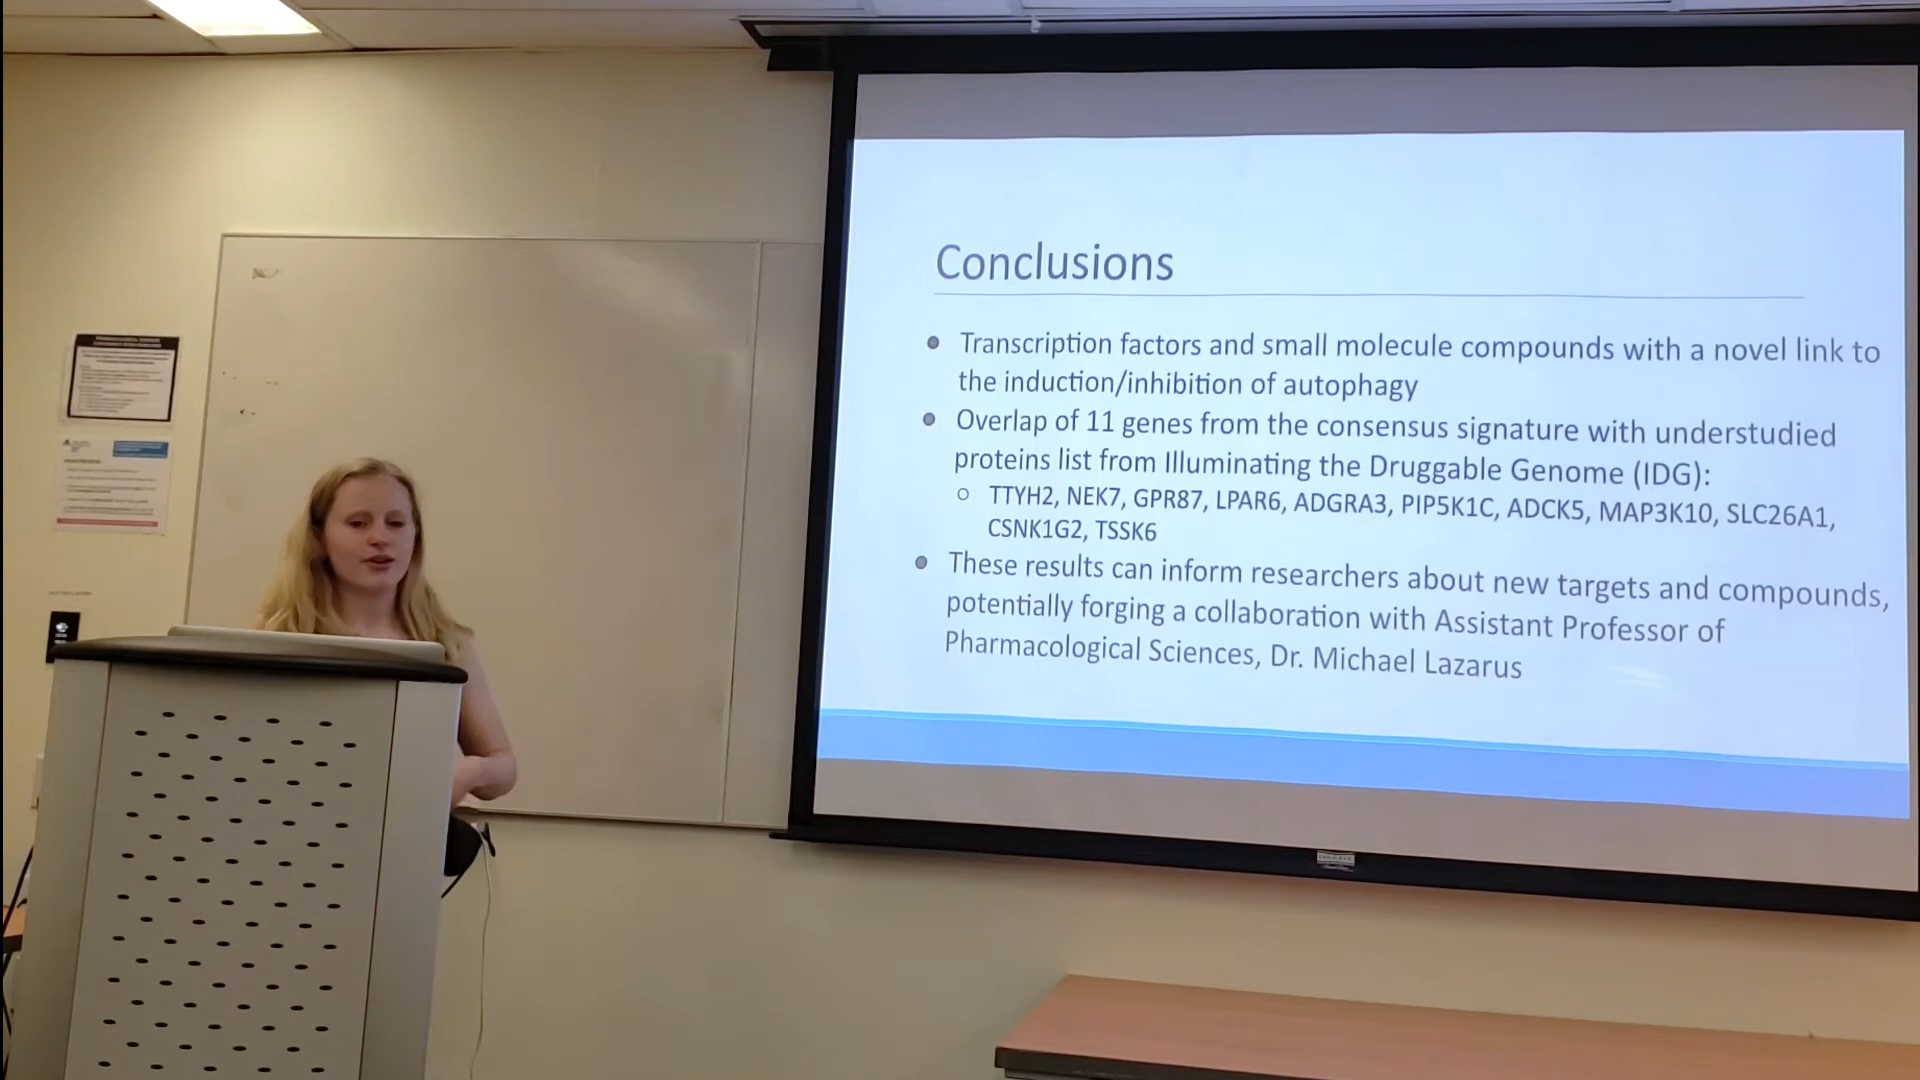 Conclusions
Transcription factors and small molecule compounds with a novel link to
the induction/inhibition of autophagy
Overlap of 11 genes from the consensus signature with understudied
proteins list from Illuminating the Druggable Genome (IDG):
TTYH2, NEK7, GPR87, LPAR6, ADGRA3, PIP5K1C, ADCK5, MAP3K10, SLC26A1,
CSNK1G2, TSSK6
These results can inform researchers about new targets and compounds,
potentially forging a collaboration with Assistant Professor of
Pharmacological Sciences, Dr. Michael Lazarus